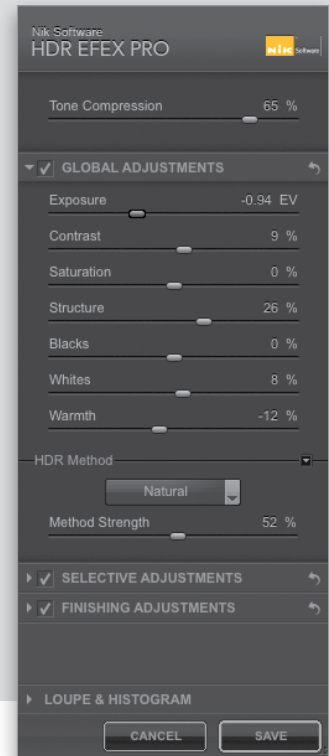 Nik Software
HDR EFEX PRO
nik Software
Tone Compression 65 %
GLOBAL ADJUSTMENTS
Exposure -0.94 EV
Contrast 9 %
Saturation 0 %
Structure 26 %
Blacks 0 %
Whites 8 %
Warmth -12 %
HDR Method
Natural
Method Strength 52 %
SELECTIVE ADJUSTMENTS
FINISHING ADJUSTMENTS
LOUPE & HISTOGRAM
CANCEL SAVE